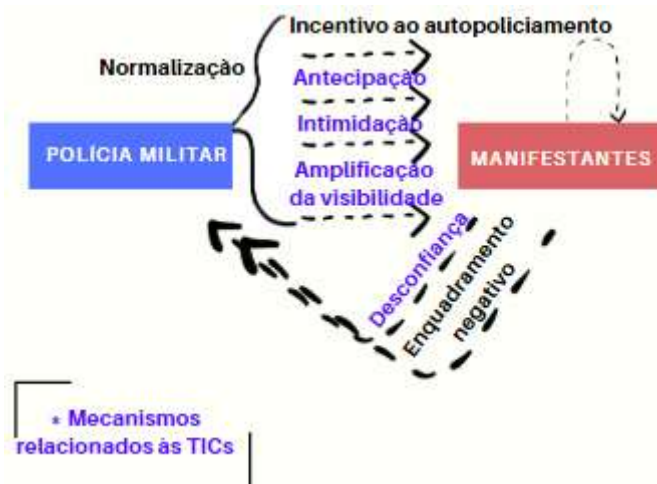 Incentivo ao autopoliciamento
Normalização
Antecipação
Intimidação
POLÍCIA MILITAR
MANIFESTANTES
Amplificação
da visibilidade
Desconfiança
Enquadramento
negativo
* Mecanismos
relacionados às TICs